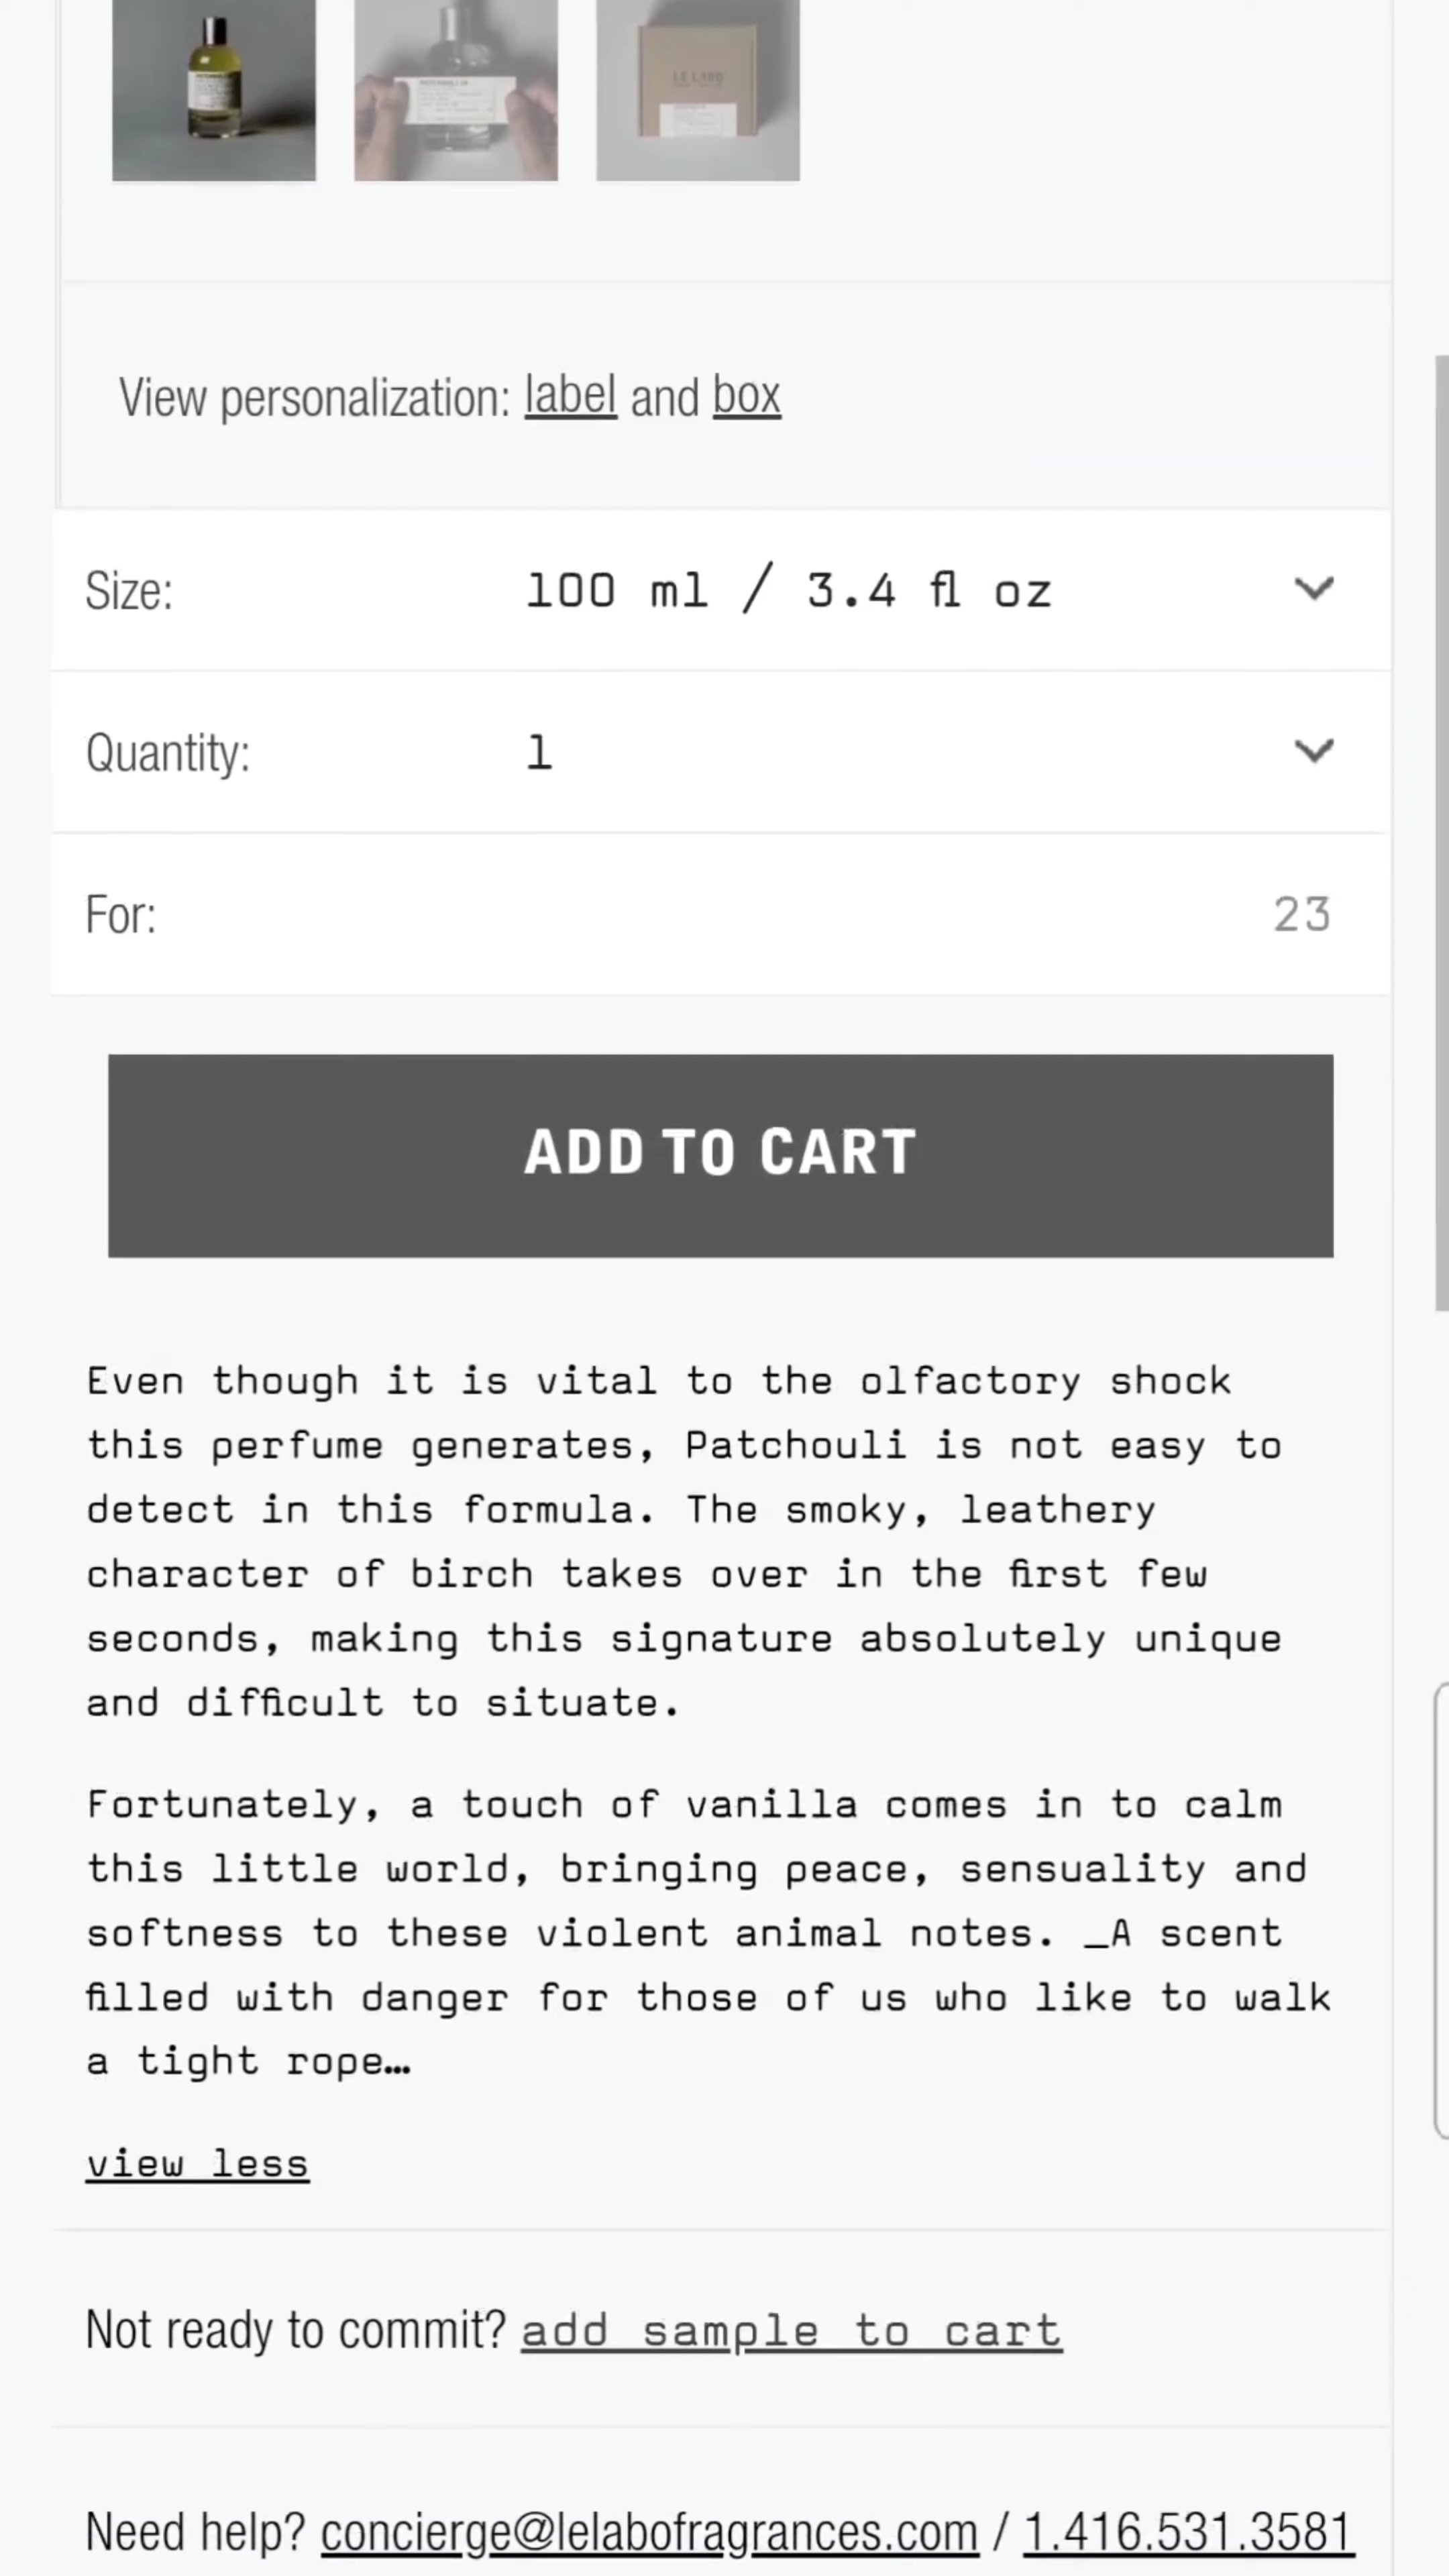 LE LABO
View personalization: label and box
Size: 100 ml / 3.4 fl oz
Quantity: 1
For: 23
ADD TO CART
Even though it is vital to the olfactory shock
this perfume generates, Patchouli is not easy to
detect in this formula. The smoky, leathery
character of birch takes over in the first few
seconds, making this signature absolutely unique
and difficult to situate.
Fortunately, a touch of vanilla comes in to calm
this little world, bringing peace, sensuality and
softness to these violent animal notes. _A scent
filled with danger for those of us who like to walk
a tight rope…
view less
Not ready to commit? add sample to cart
Need help? concierge@lelabofragrances.com / 1.416.531.3581